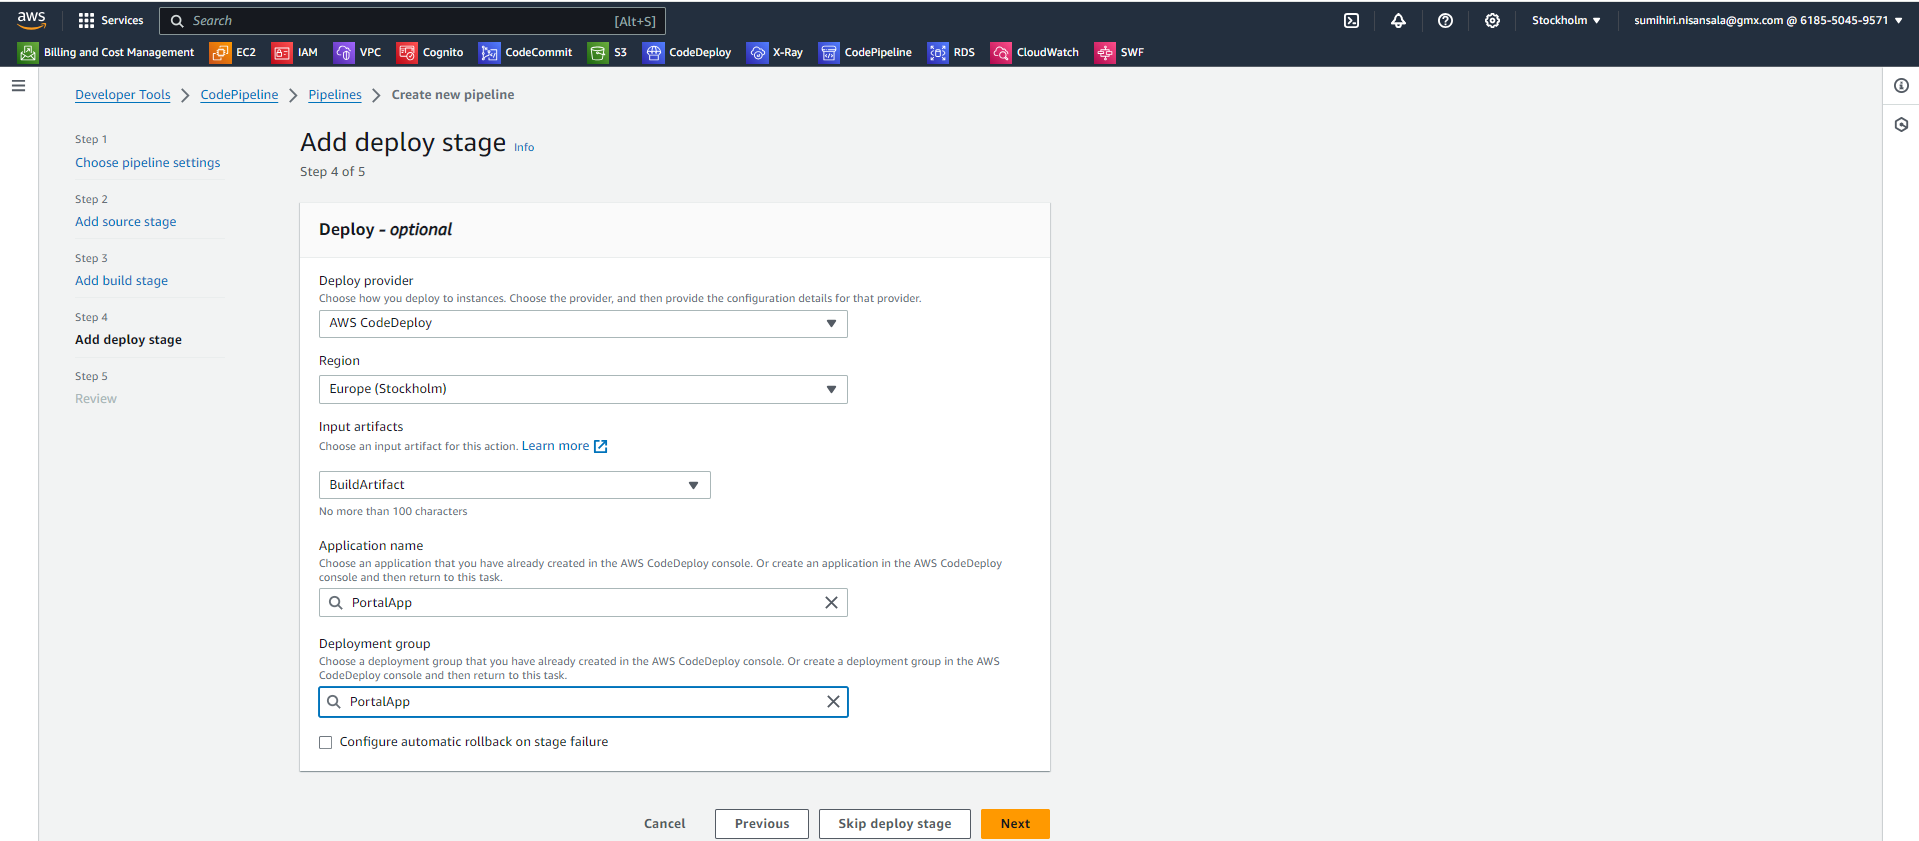 aws Services Search [Alt+S] Stockholm ▼ sumihiri.nisansala@gmx.com @ 6185-5045-9571 ▼
Billing and Cost Management EC2 IAM VPC Cognito CodeCommit S3 CodeDeploy X-Ray CodePipeline RDS CloudWatch SWF
Developer Tools > CodePipeline > Pipelines > Create new pipeline
Step 1
Choose pipeline settings
Step 2
Add source stage
Step 3
Add build stage
Step 4
Add deploy stage
Step 5
Review
Add deploy stage Info
Step 4 of 5
Deploy - optional
Deploy provider
Choose how you deploy to instances. Choose the provider, and then provide the configuration details for that provider.
AWS CodeDeploy
Region
Europe (Stockholm)
Input artifacts
Choose an input artifact for this action. Learn more
BuildArtifact
No more than 100 characters
Application name
Choose an application that you have already created in the AWS CodeDeploy console. Or create an application in the AWS CodeDeploy
console and then return to this task.
PortalApp
Deployment group
Choose a deployment group that you have already created in the AWS CodeDeploy console. Or create a deployment group in the AWS
CodeDeploy console and then return to this task.
PortalApp
Configure automatic rollback on stage failure
Cancel Previous Skip deploy stage Next